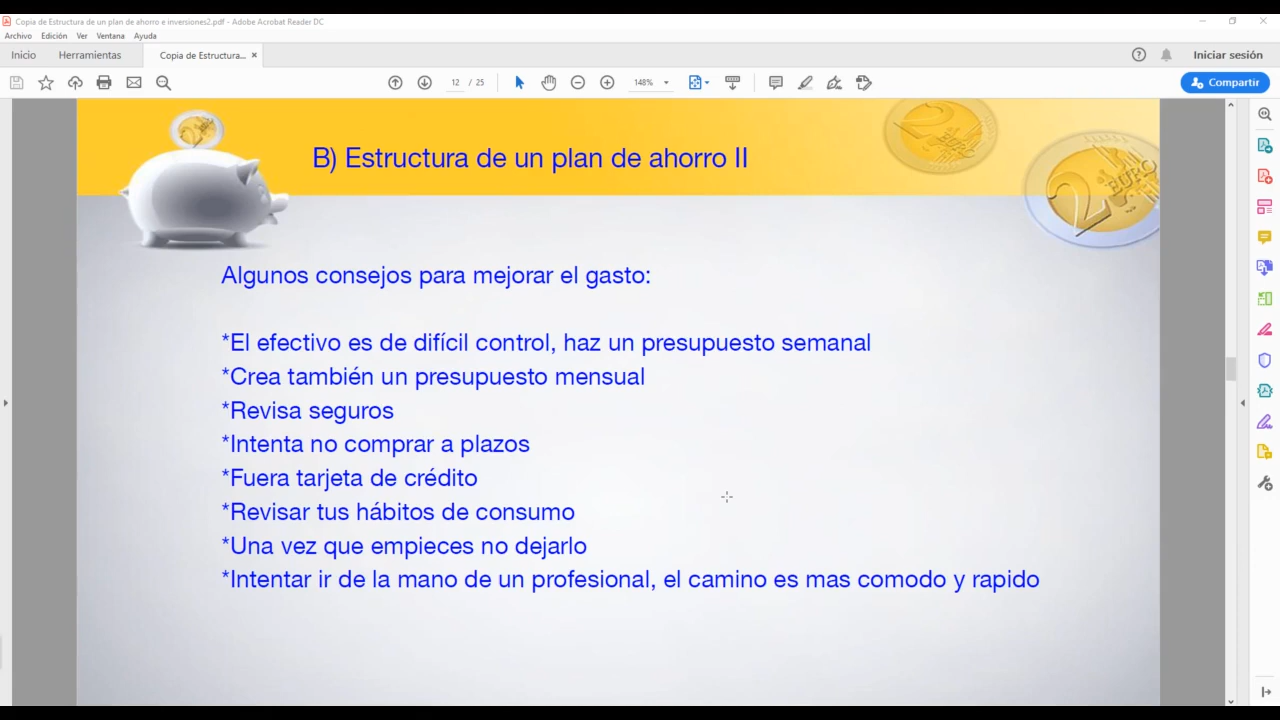 Copia de Estructura de un plan de ahorro e inversiones2.pdf - Adobe Acrobat Reader DC
Archivo Edición Ver Ventana Ayuda
Inicio Herramientas Copia de Estructura... × Iniciar sesión
12 / 25 148% Compartir
B) Estructura de un plan de ahorro II
2 EURO
2 EURO
Algunos consejos para mejorar el gasto:
*El efectivo es de difícil control, haz un presupuesto semanal
*Crea también un presupuesto mensual
*Revisa seguros
*Intenta no comprar a plazos
*Fuera tarjeta de crédito
*Revisar tus hábitos de consumo
*Una vez que empieces no dejarlo
*Intentar ir de la mano de un profesional, el camino es mas comodo y rapido